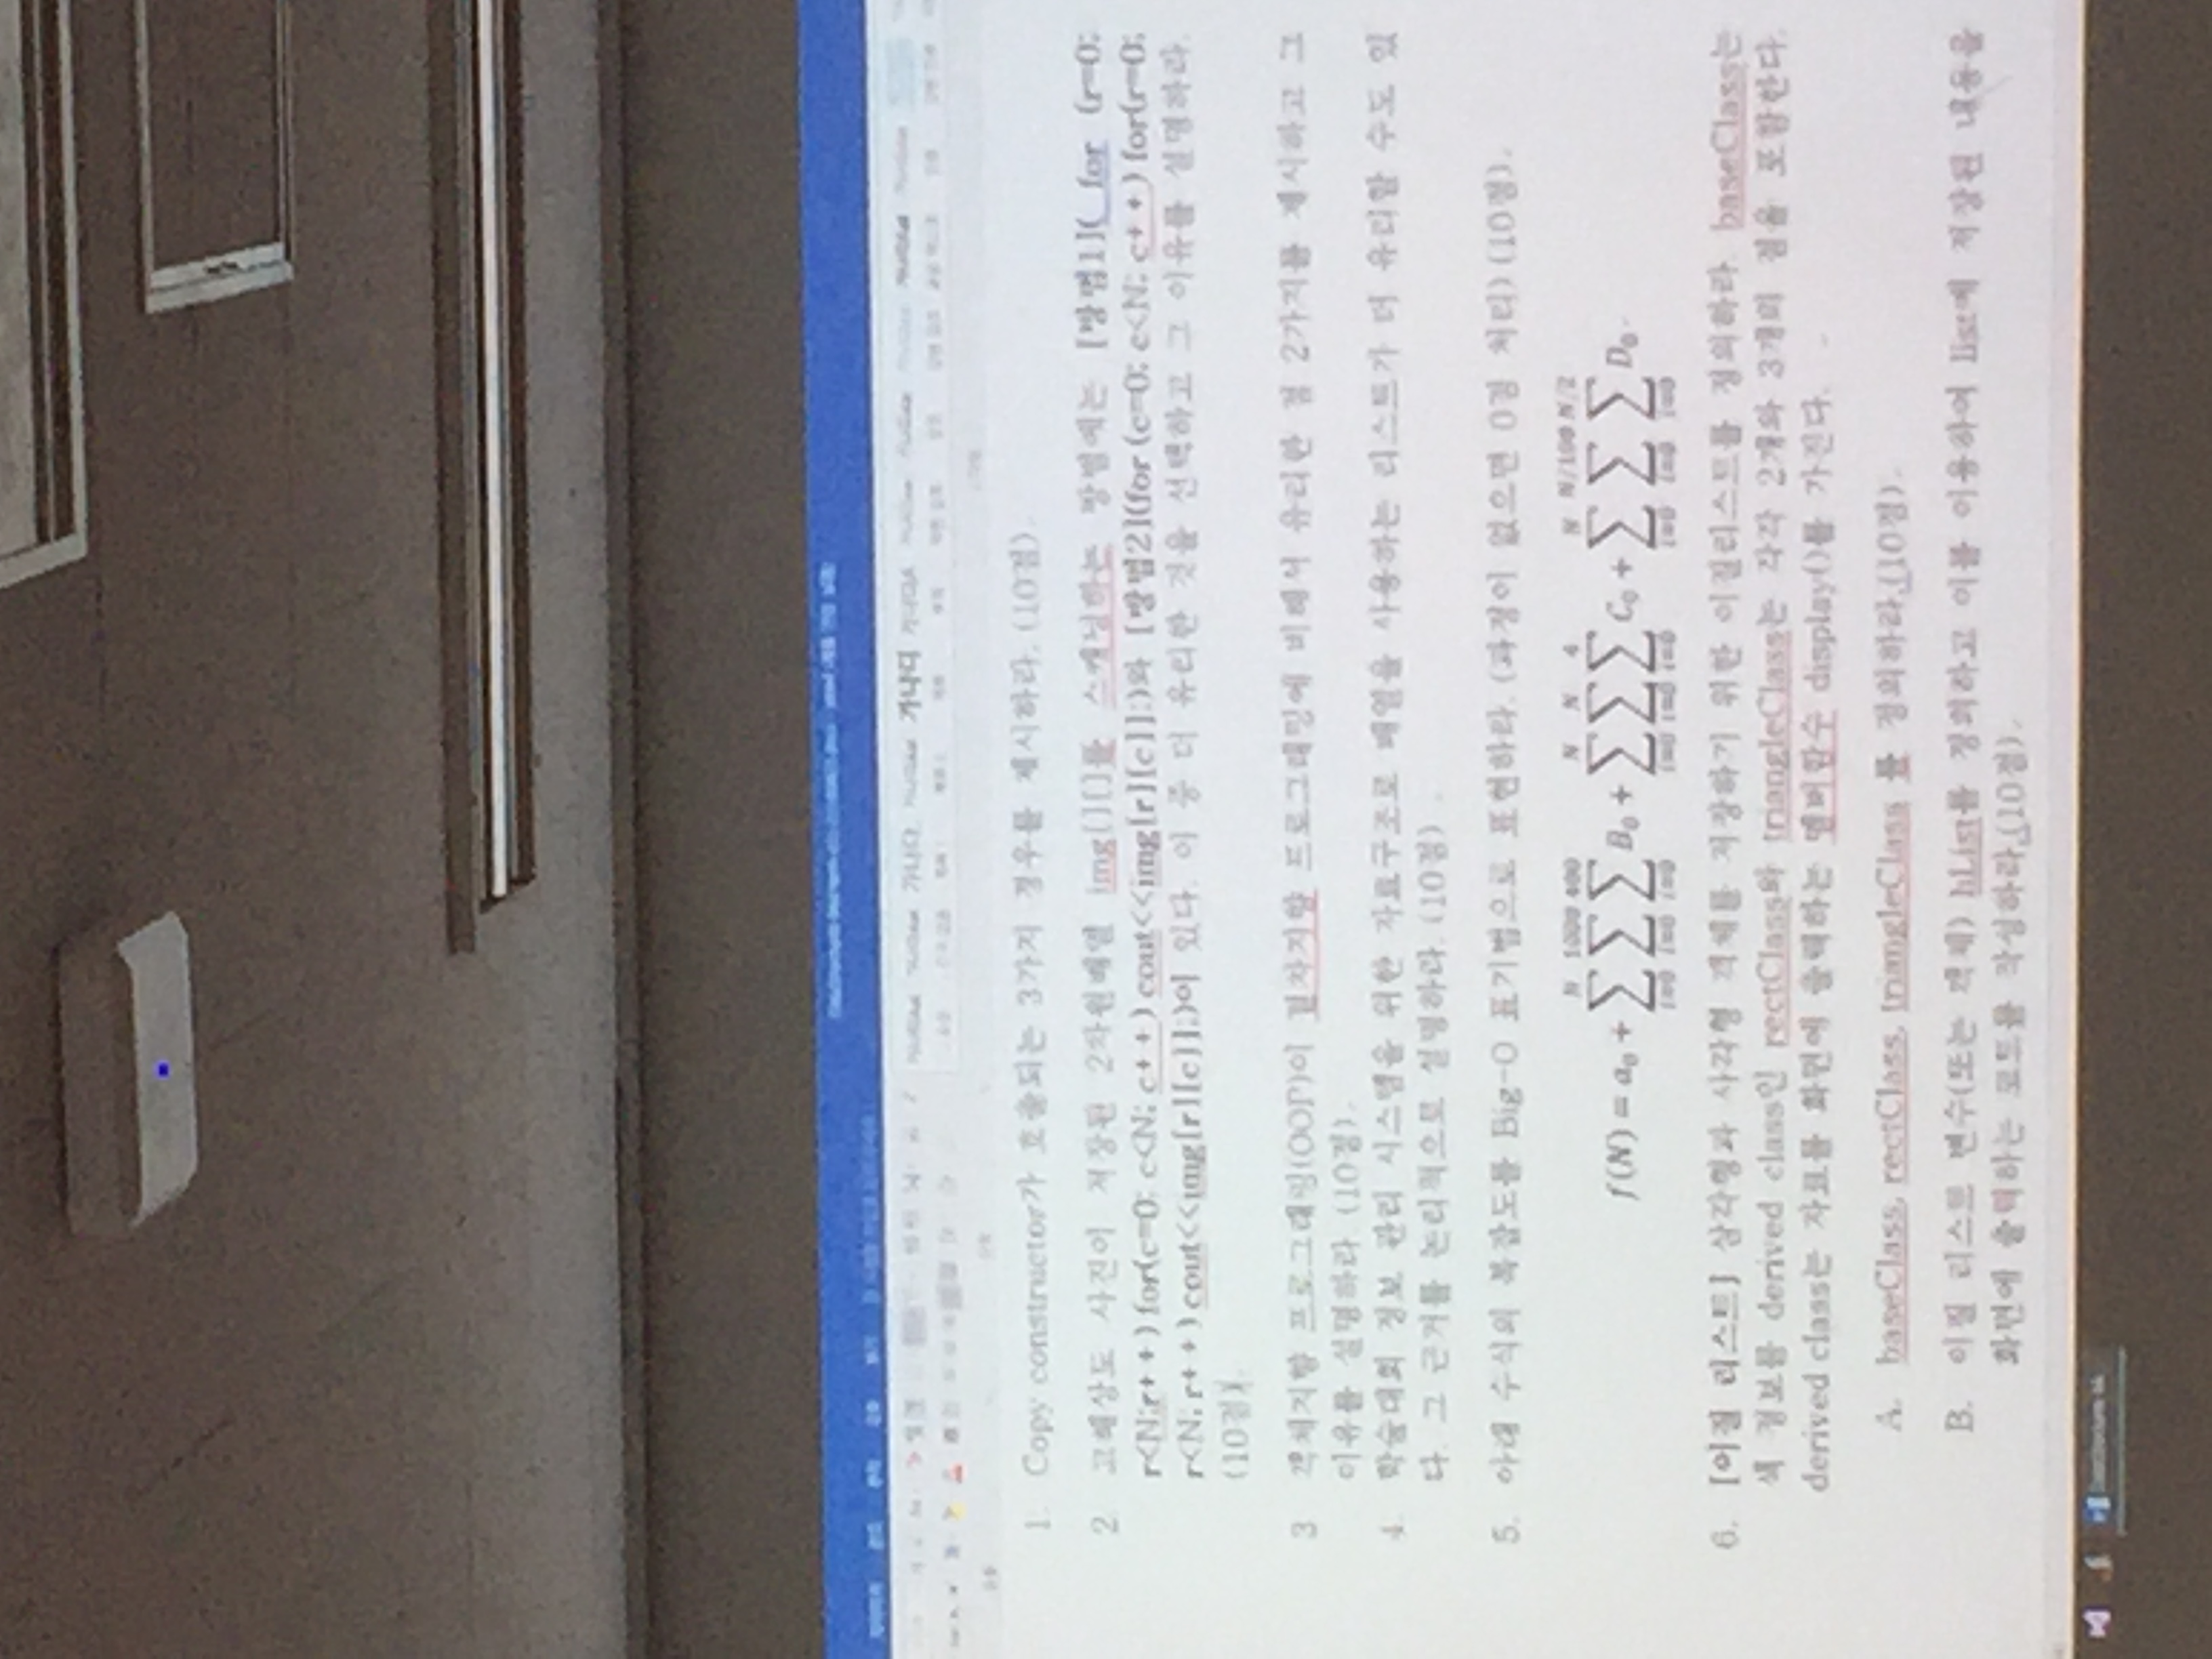 가나다
가나디
1. Copy constructor가 호출되는 3가지 경우를 제시하라. (10점)
2 고해상도 사진이 저장된 2차원배열 img[][]를 스캐닝하는 방법에는 [방법1]( for (r=0;
r<N;r++) for(c=0; c<N; c++) cout<<img[r][c];)와 [방법2](for (c=0; c<N; c++) for(r=0;
r<N; r++) cout<<img[r][c];)이 있다. 이 중 더 유리한 것을 선택하고 그 이유를 설명하라.
(10점)
3 객체지향 프로그래밍(OOP)이 절차지향 프로그래밍에 비해서 유리한 점 2가지를 제시하고 그
이유를 설명하라 (10점).
4. 학술대회 정보 관리 시스템을 위한 자료구조로 배열을 사용하는 리스트가 더 유리할 수도 있
다. 그 근거를 논리적으로 설명하라. (10점)
5. 아래 수식의 복잡도를 Big-O 표기법으로 표현하라. (과정이 없으면 0점 처리) (10점).
N 1000 400 N N 4 N N/100 N/2
f(N) = a₀ + ∑∑∑B₀ + ∑∑∑C₀ + ∑∑∑D₀
i=0 i=0 i=0 i=0 i=0 i=0 i=0 i=0 i=0
6. [이질 리스트] 삼각형과 사각형 객체를 저장하기 위한 이질리스트를 정의하라. baseClass는
색 정보를 derived class인 rectClass와 triangleClass는 각각 2개와 3개의 점을 포함한다.
derived class는 자료를 화면에 출력하는 멤버함수 display()를 가진다.
A. baseClass, rectClass, triangleClass 를 정의하라.(10점).
B. 이질 리스트 변수(또는 객체) hList를 정의하고 이를 이용하여 list에 저장된 내용을
화면에 출력하는 코드를 작성하라.(10점).